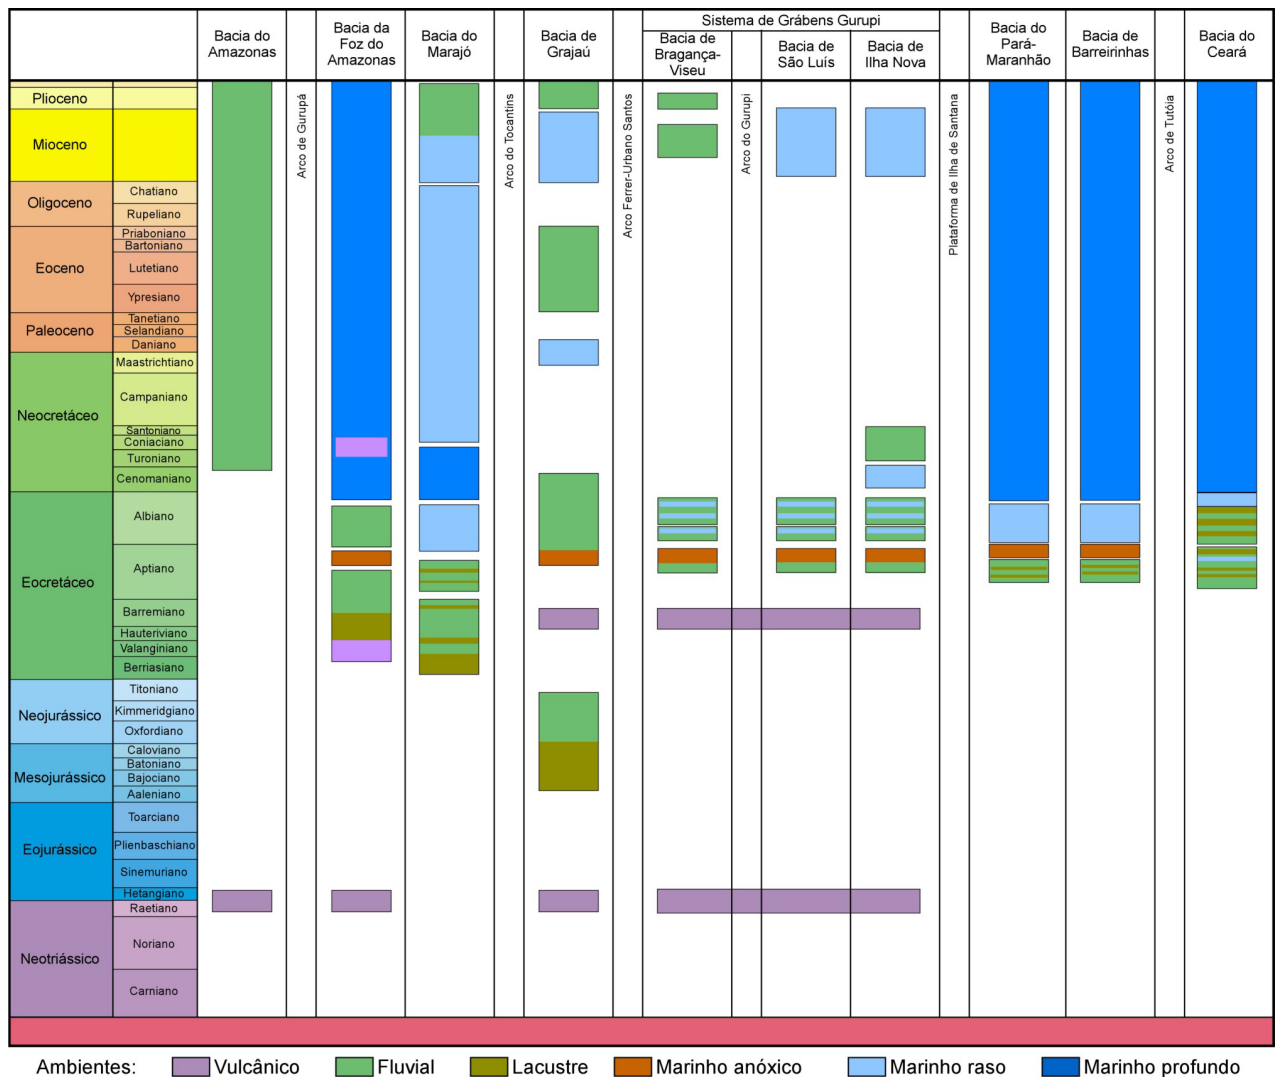 Sistema de Grábens Gurupi
Bacia do
Amazonas
Bacia da
Foz do
Amazonas
Bacia do
Marajó
Bacia de
Grajaú
Bacia de
Bragança-
Viseu
Bacia de
São Luís
Bacia de
Ilha Nova
Bacia do
Pará-
Maranhão
Bacia de
Barreirinhas
Bacia do
Ceará
Arco de Gurupá
Arco do Tocantins
Arco Ferrer-Urbano Santos
Arco do Gurupi
Plataforma de Ilha de Santana
Arco de Tutóia
Plioceno
Mioceno
Oligoceno
Chatiano
Rupeliano
Eoceno
Priaboniano
Bartoniano
Lutetiano
Ypresiano
Paleoceno
Tanetiano
Selandiano
Daniano
Neocretáceo
Maastrichtiano
Campaniano
Santoniano
Coniaciano
Turoniano
Cenomaniano
Eocretáceo
Albiano
Aptiano
Barremiano
Hauteriviano
Valanginiano
Berriasiano
Neojurássico
Titoniano
Kimmeridgiano
Oxfordiano
Mesojurássico
Caloviano
Batoniano
Bajociano
Aaleniano
Eojurássico
Toarciano
Plienbaschiano
Sinemuriano
Hetangiano
Neotriássico
Raetiano
Noriano
Carniano
Ambientes: Vulcânico Fluvial Lacustre Marinho anóxico Marinho raso Marinho profundo